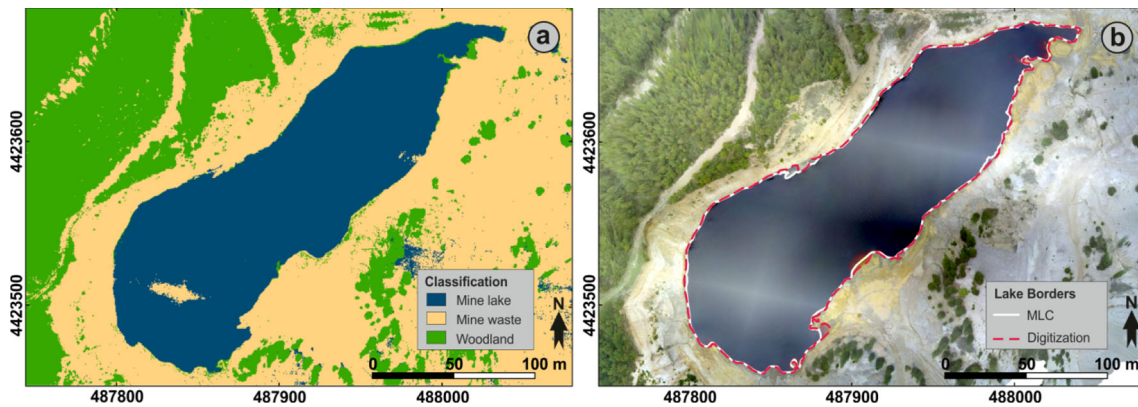 a
4423600
4423500
Classification
Mine lake
Mine waste
Woodland
N
0 50 100 m
487800 487900 488000
b
4423600
4423500
Lake Borders
MLC
Digitization
N
0 50 100 m
487800 487900 488000